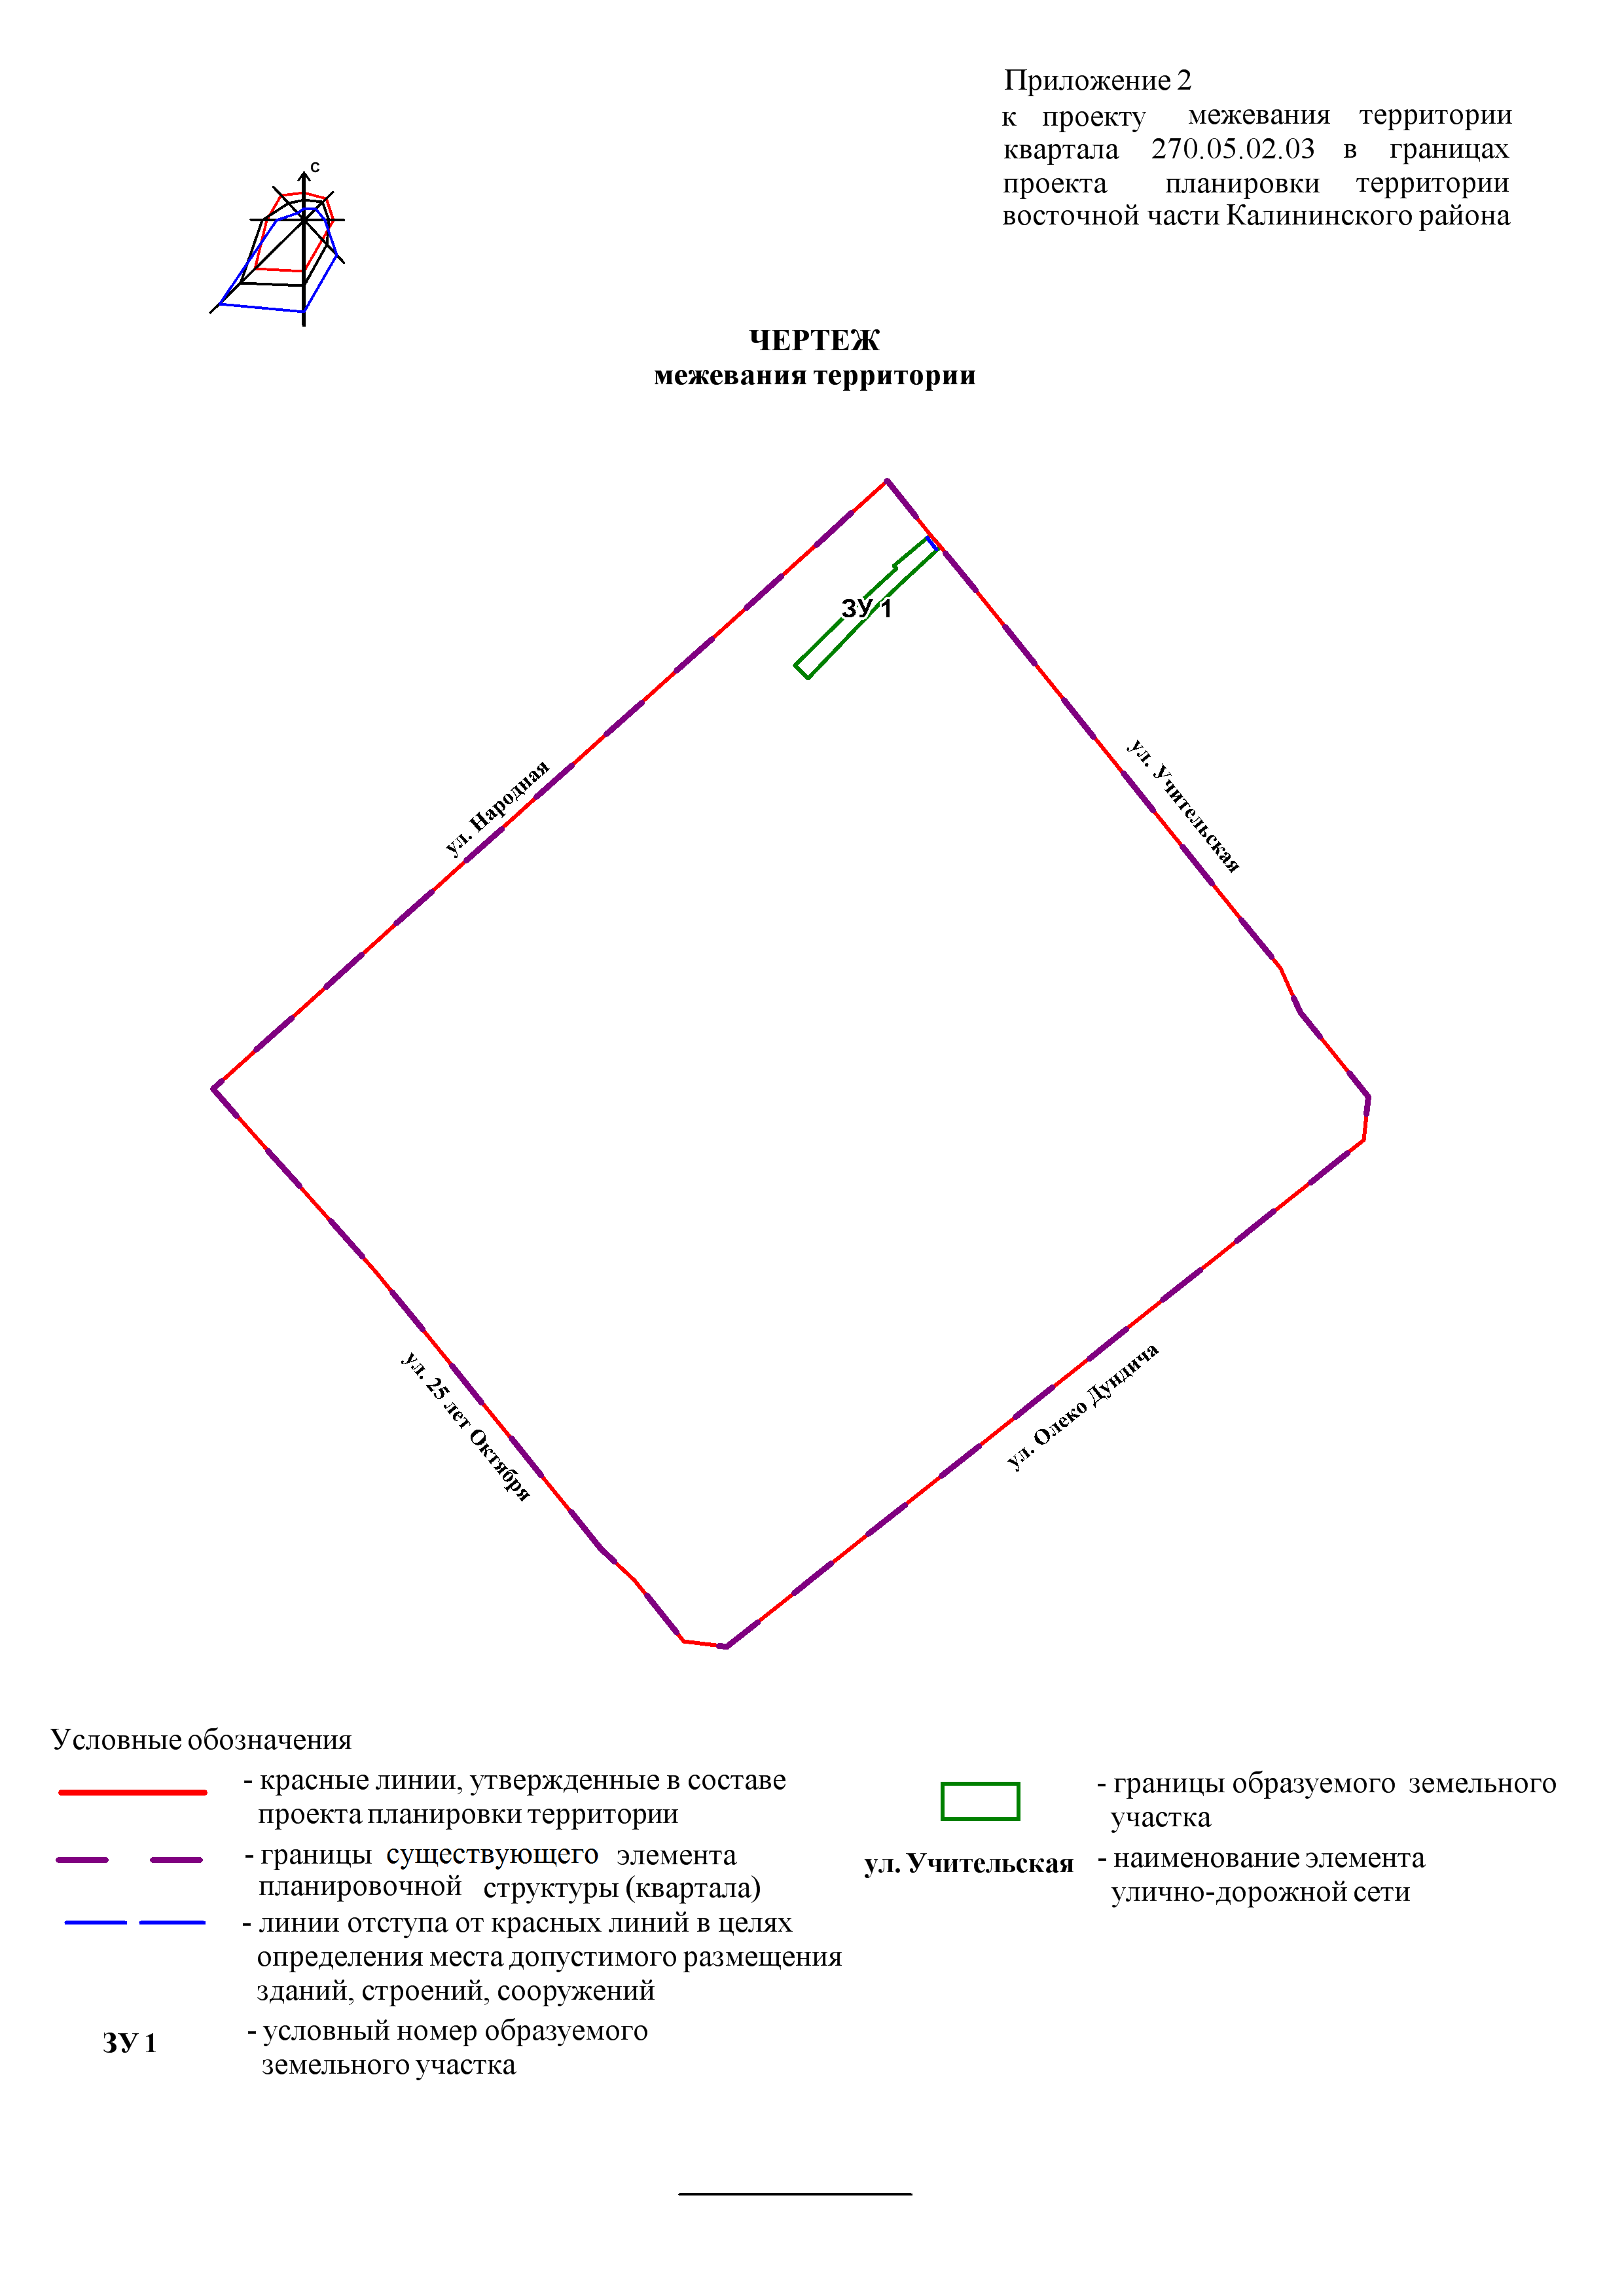 Приложение 2
к проекту межевания территории
квартала 270.05.02.03 в границах
проекта планировки территории
восточной части Калининского района
С
ЧЕРТЕЖ
межевания территории
ЗУ 1
ул. Народная
ул. Учительская
ул. 25 лет Октября
ул. Олеко Дундича
Условные обозначения
- красные линии, утвержденные в составе
проекта планировки территории
- границы существующего элемента
планировочной структуры (квартала)
- линии отступа от красных линий в целях
определения места допустимого размещения
зданий, строений, сооружений
ЗУ 1 - условный номер образуемого
земельного участка
- границы образуемого земельного
участка
ул. Учительская - наименование элемента
улично-дорожной сети